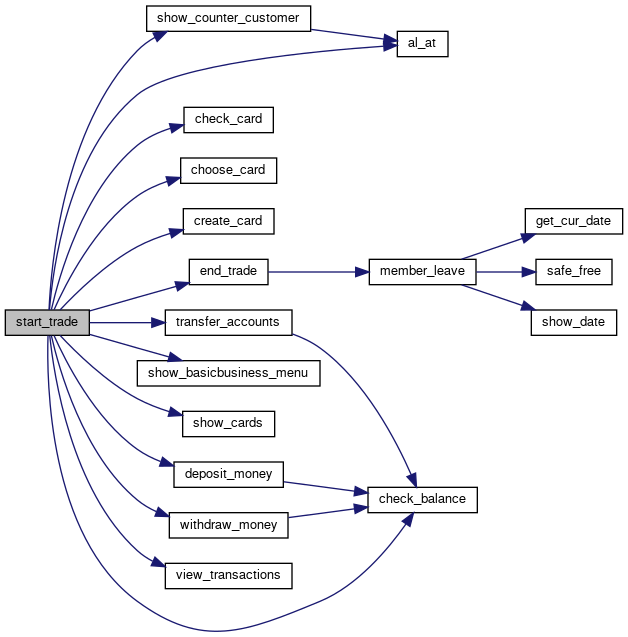 show_counter_customer
al_at
check_card
choose_card
create_card
get_cur_date
end_trade
member_leave
safe_free
start_trade
transfer_accounts
show_date
show_basicbusiness_menu
show_cards
deposit_money
check_balance
withdraw_money
view_transactions